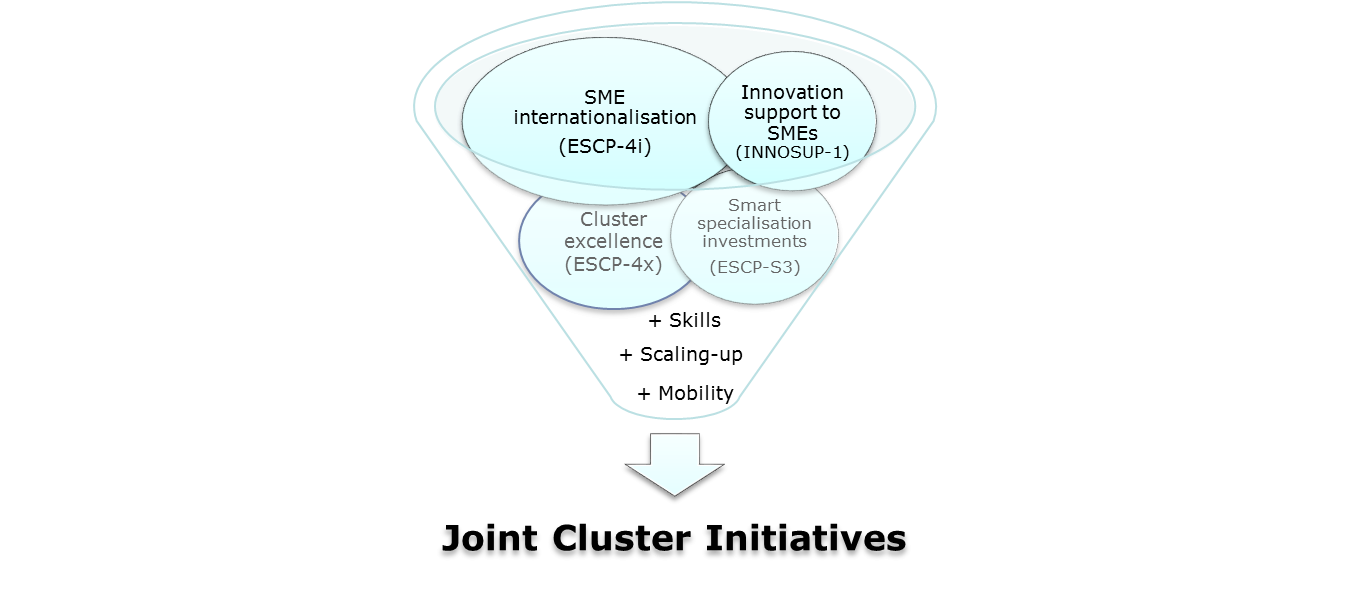 SME
internationalisation
(ESCP-4i)
Innovation
support to
SMEs
(INNOSUP-1)
Cluster
excellence
(ESCP-4x)
Smart
specialisation
investments
(ESCP-S3)
+ Skills
+ Scaling-up
+ Mobility
Joint Cluster Initiatives